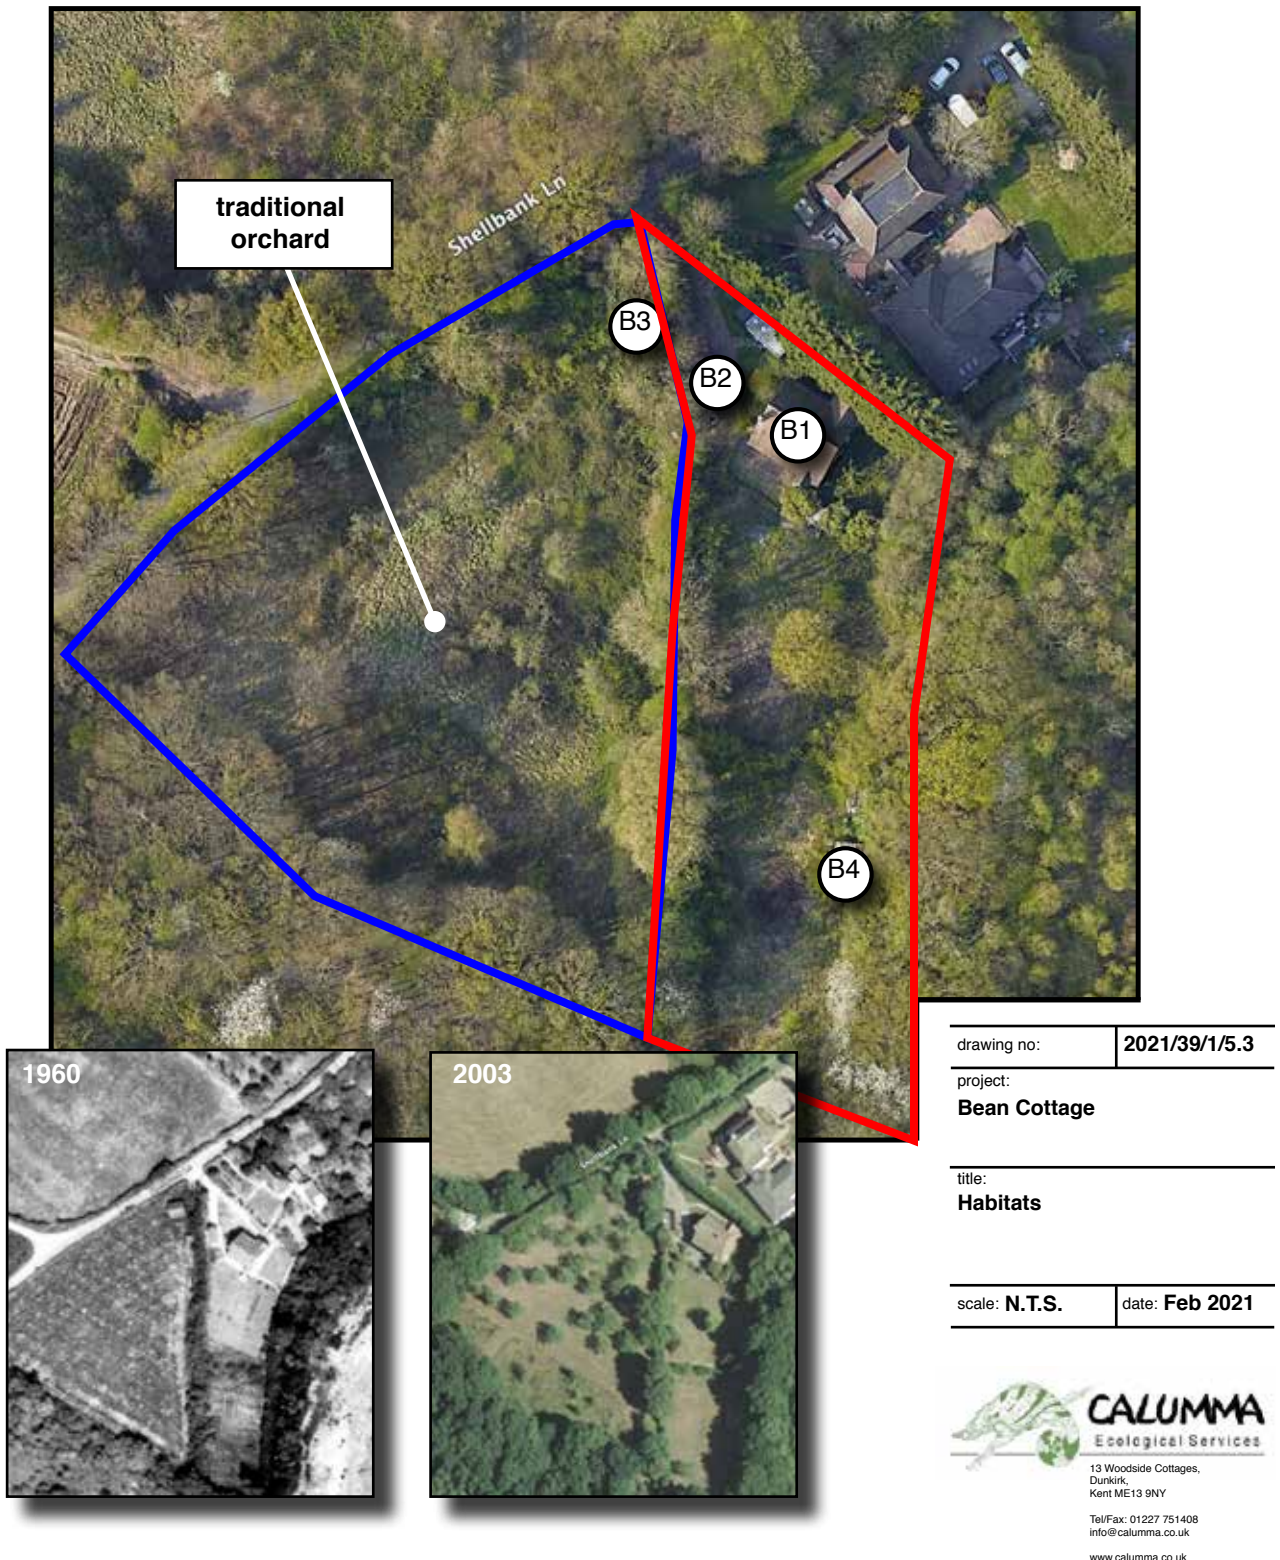 traditional
orchard
Shellbank Ln
B3
B2
B1
B4
1960
2003
drawing no:
2021/39/1/5.3
project:
Bean Cottage
title:
Habitats
scale: N.T.S.
date: Feb 2021
CALUMMA
Ecological Services
13 Woodside Cottages,
Dunkirk,
Kent ME13 9NY
Tel/Fax: 01227 751408
info@calumma.co.uk
www.calumma.co.uk